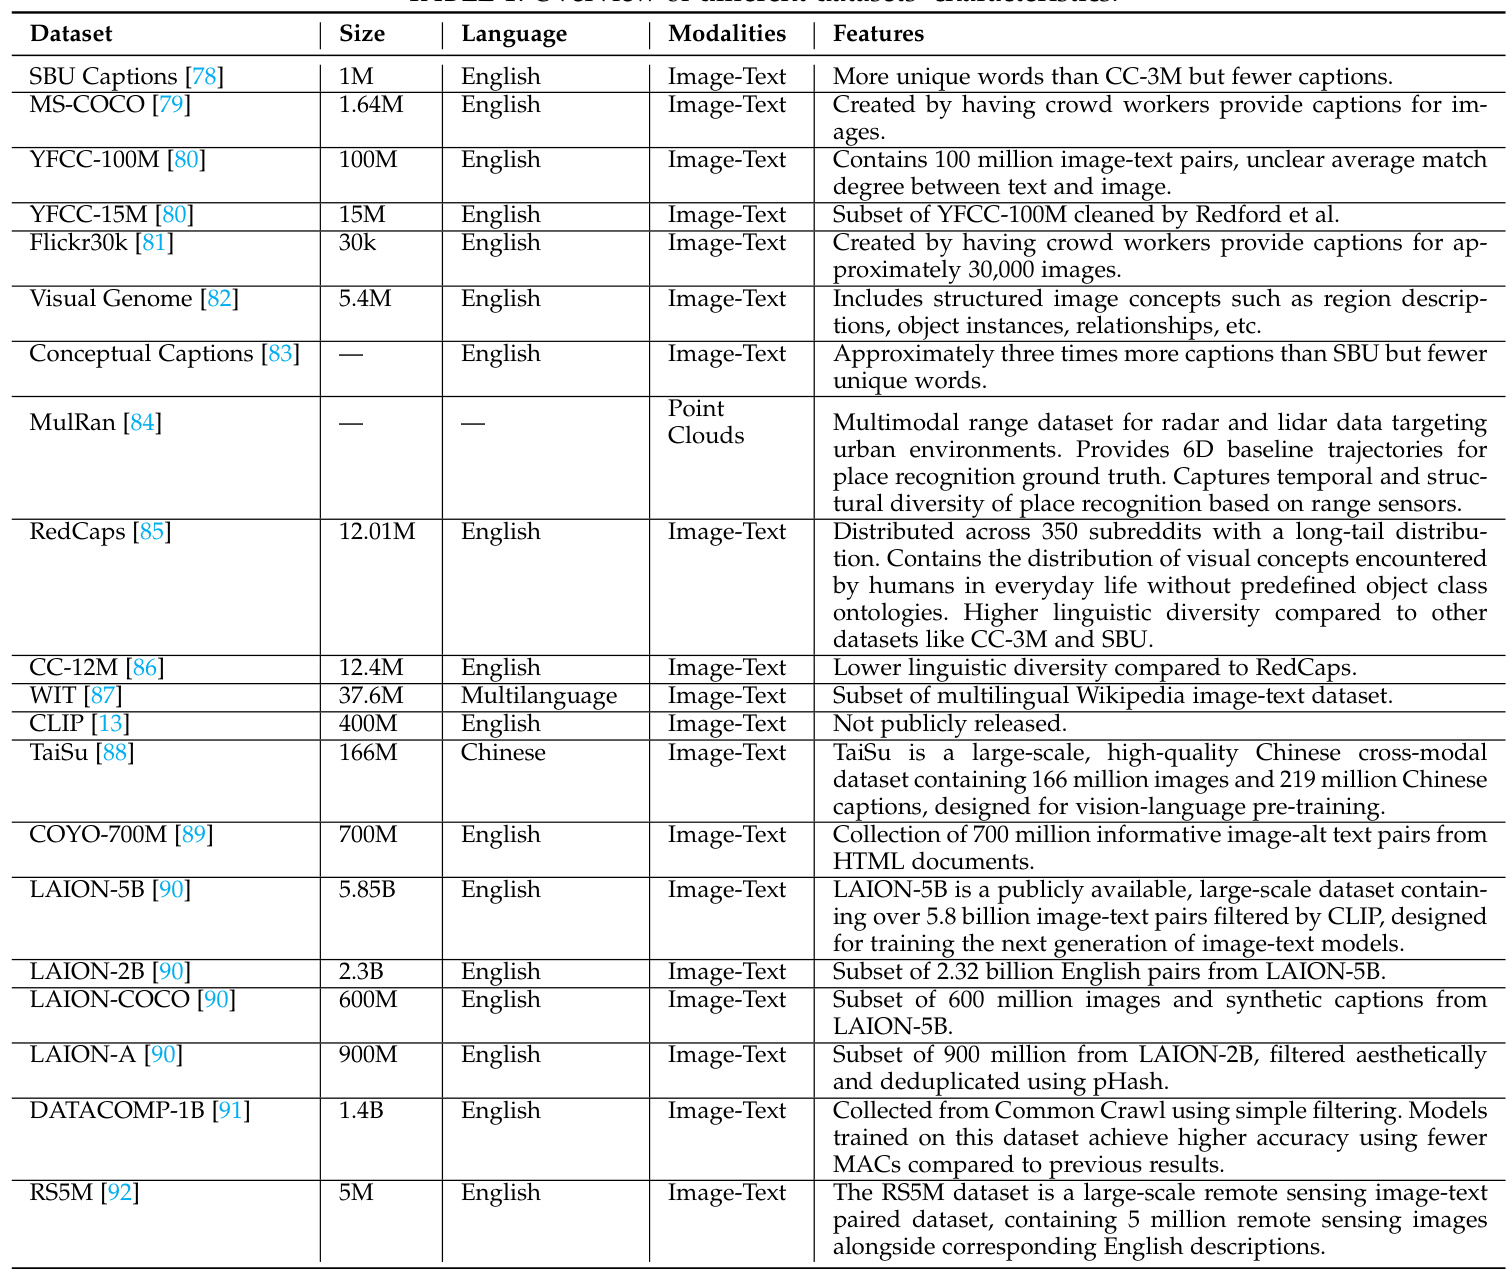 TABLE 1: Overview of different datasets' characteristics.
Dataset Size Language Modalities Features
SBU Captions [78] 1M English Image-Text More unique words than CC-3M but fewer captions.
MS-COCO [79] 1.64M English Image-Text Created by having crowd workers provide captions for im-
ages.
YFCC-100M [80] 100M English Image-Text Contains 100 million image-text pairs, unclear average match
degree between text and image.
YFCC-15M [80] 15M English Image-Text Subset of YFCC-100M cleaned by Redford et al.
Flickr30k [81] 30k English Image-Text Created by having crowd workers provide captions for ap-
proximately 30,000 images.
Visual Genome [82] 5.4M English Image-Text Includes structured image concepts such as region descrip-
tions, object instances, relationships, etc.
Conceptual Captions [83] — English Image-Text Approximately three times more captions than SBU but fewer
unique words.
MulRan [84] — — Point
Clouds
Multimodal range dataset for radar and lidar data targeting
urban environments. Provides 6D baseline trajectories for
place recognition ground truth. Captures temporal and struc-
tural diversity of place recognition based on range sensors.
RedCaps [85] 12.01M English Image-Text Distributed across 350 subreddits with a long-tail distribu-
tion. Contains the distribution of visual concepts encountered
by humans in everyday life without predefined object class
ontologies. Higher linguistic diversity compared to other
datasets like CC-3M and SBU.
CC-12M [86] 12.4M English Image-Text Lower linguistic diversity compared to RedCaps.
WIT [87] 37.6M Multilanguage Image-Text Subset of multilingual Wikipedia image-text dataset.
CLIP [13] 400M English Image-Text Not publicly released.
TaiSu [88] 166M Chinese Image-Text TaiSu is a large-scale, high-quality Chinese cross-modal
dataset containing 166 million images and 219 million Chinese
captions, designed for vision-language pre-training.
COYO-700M [89] 700M English Image-Text Collection of 700 million informative image-alt text pairs from
HTML documents.
LAION-5B [90] 5.85B English Image-Text LAION-5B is a publicly available, large-scale dataset contain-
ing over 5.8 billion image-text pairs filtered by CLIP, designed
for training the next generation of image-text models.
LAION-2B [90] 2.3B English Image-Text Subset of 2.32 billion English pairs from LAION-5B.
LAION-COCO [90] 600M English Image-Text Subset of 600 million images and synthetic captions from
LAION-5B.
LAION-A [90] 900M English Image-Text Subset of 900 million from LAION-2B, filtered aesthetically
and deduplicated using pHash.
DATACOMP-1B [91] 1.4B English Image-Text Collected from Common Crawl using simple filtering. Models
trained on this dataset achieve higher accuracy using fewer
MACs compared to previous results.
RS5M [92] 5M English Image-Text The RS5M dataset is a large-scale remote sensing image-text
paired dataset, containing 5 million remote sensing images
alongside corresponding English descriptions.